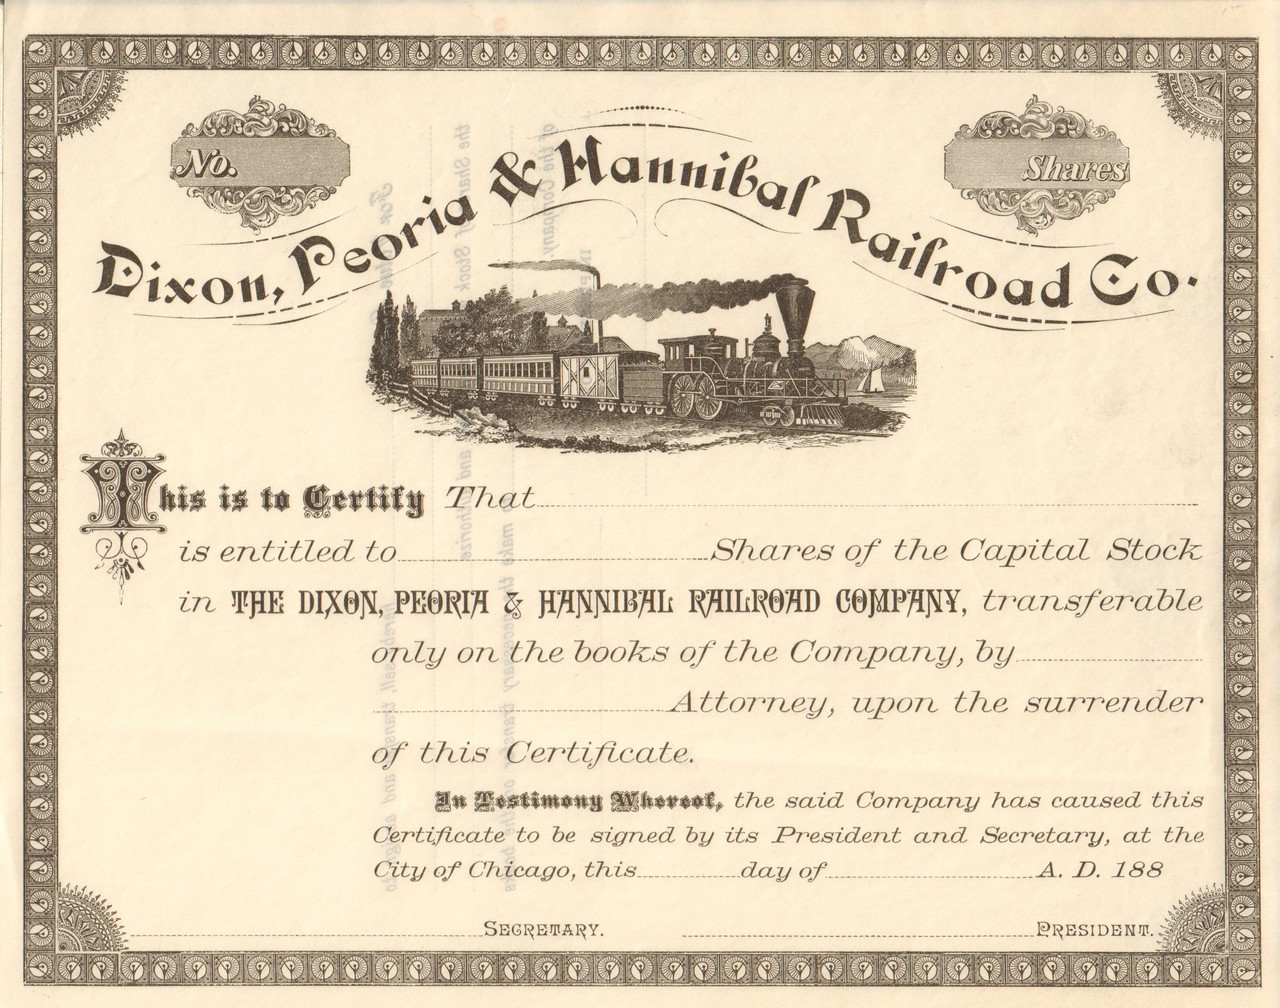 No.
Shares
Dixon, Peoria & Hannibal Railroad Co.
This is to Certify That
is entitled to Shares of the Capital Stock
in THE DIXON, PEORIA & HANNIBAL RAILROAD COMPANY, transferable
only on the books of the Company, by
Attorney, upon the surrender
of this Certificate.
In Testimony Whereof, the said Company has caused this
Certificate to be signed by its President and Secretary, at the
City of Chicago, this day of A. D. 188
SECRETARY. PRESIDENT.